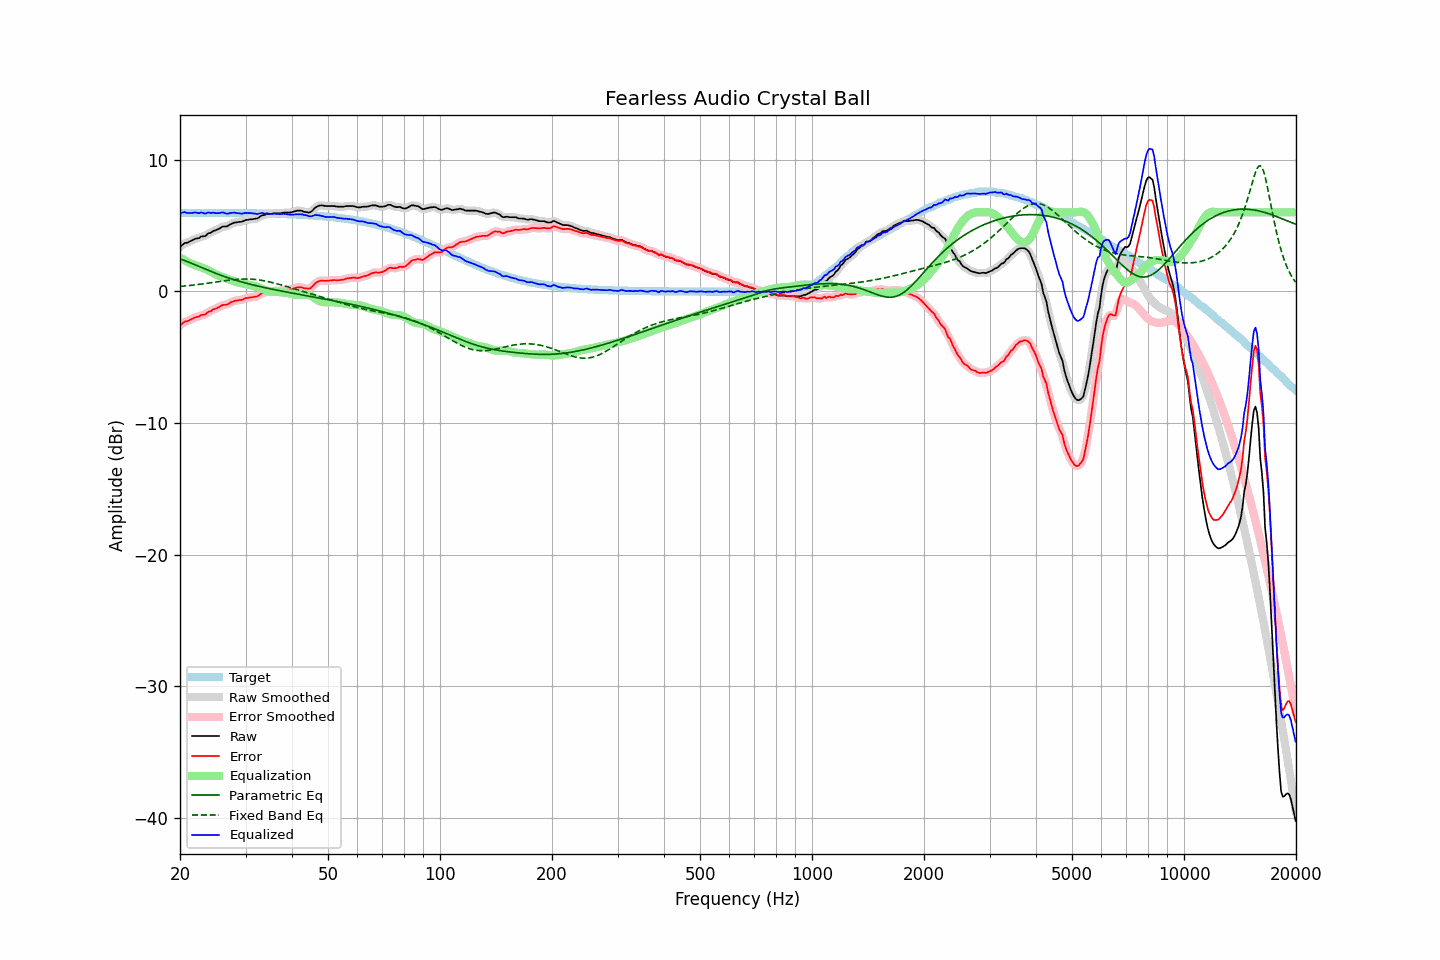 Fearless Audio Crystal Ball
Amplitude (dBr)
10
0
−10
−20
−30
−40
Target
Raw Smoothed
Error Smoothed
Raw
Error
Equalization
Parametric Eq
Fixed Band Eq
Equalized
20 50 100 200 500 1000 2000 5000 10000 20000
Frequency (Hz)